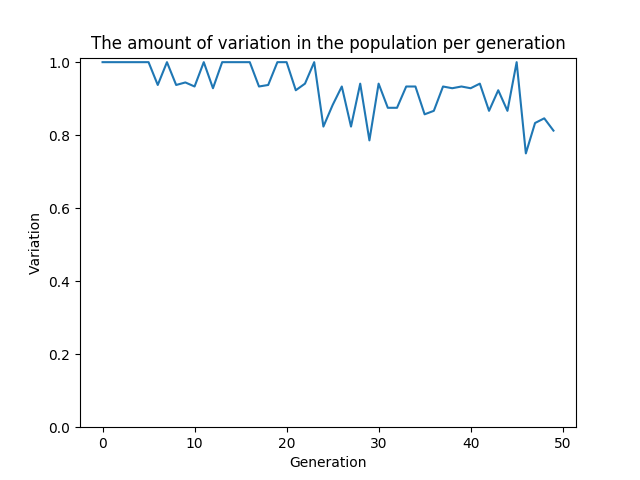 The amount of variation in the population per generation
1.0
0.8
0.6
0.4
0.2
0.0
Variation
0 10 20 30 40 50
Generation